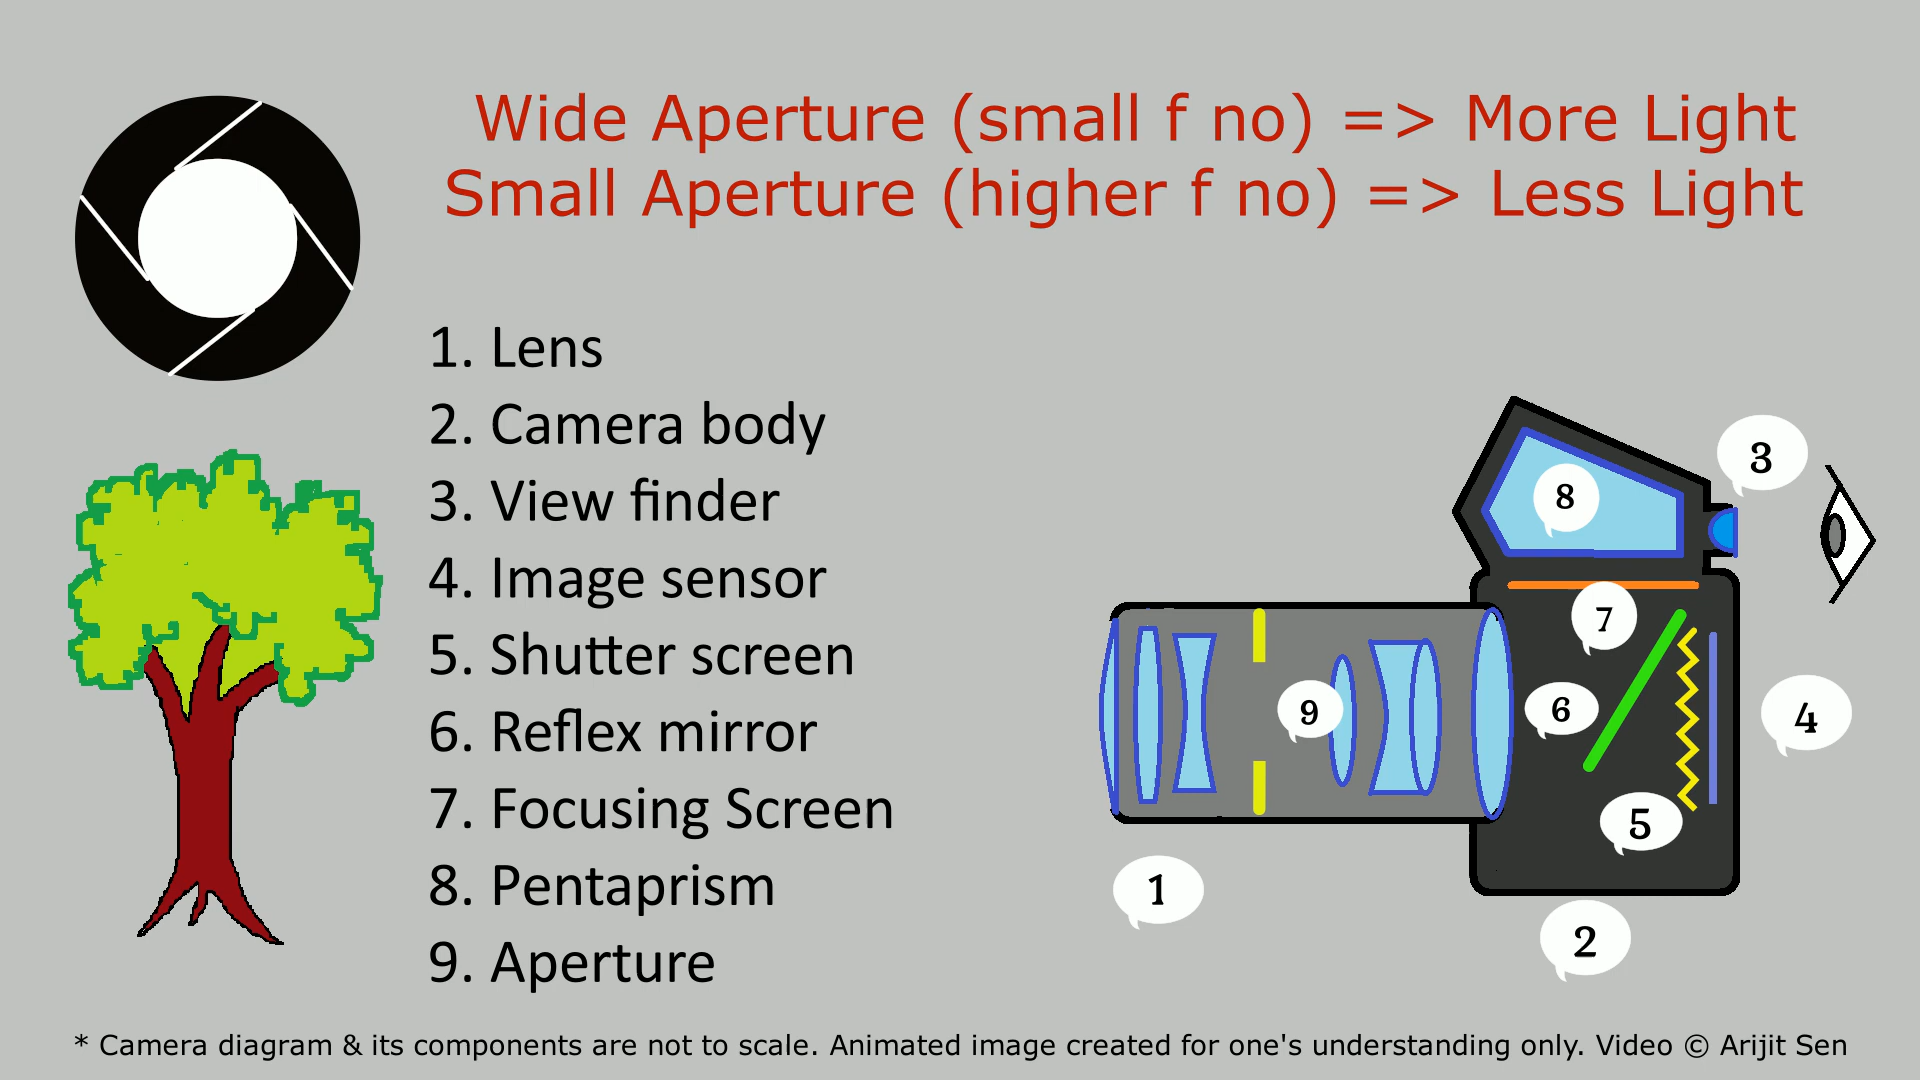 Wide Aperture (small f no) => More Light
Small Aperture (higher f no) => Less Light
1. Lens
2. Camera body
3. View finder
4. Image sensor
5. Shutter screen
6. Reflex mirror
7. Focusing Screen
8. Pentaprism
9. Aperture
3
8
7
9
6
4
5
1
2
* Camera diagram & its components are not to scale. Animated image created for one's understanding only. Video © Arijit Sen